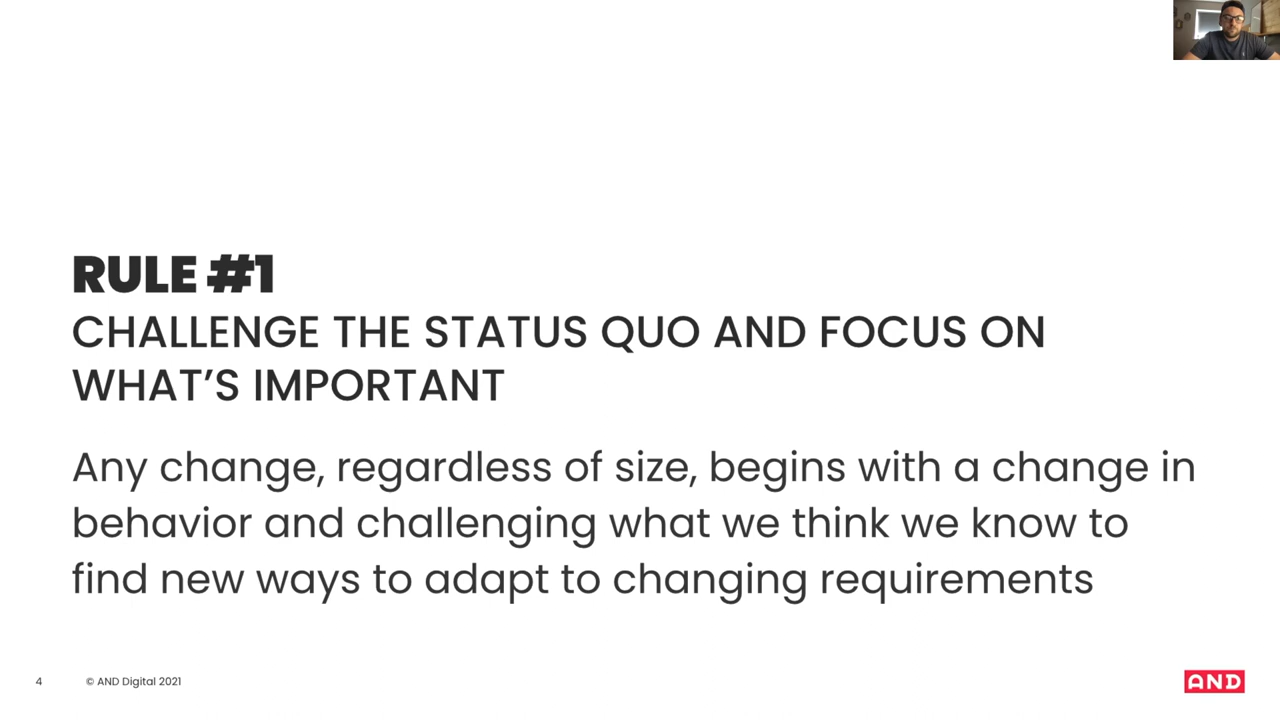 RULE #1
CHALLENGE THE STATUS QUO AND FOCUS ON
WHAT’S IMPORTANT
Any change, regardless of size, begins with a change in
behavior and challenging what we think we know to
find new ways to adapt to changing requirements
4
© AND Digital 2021
AND